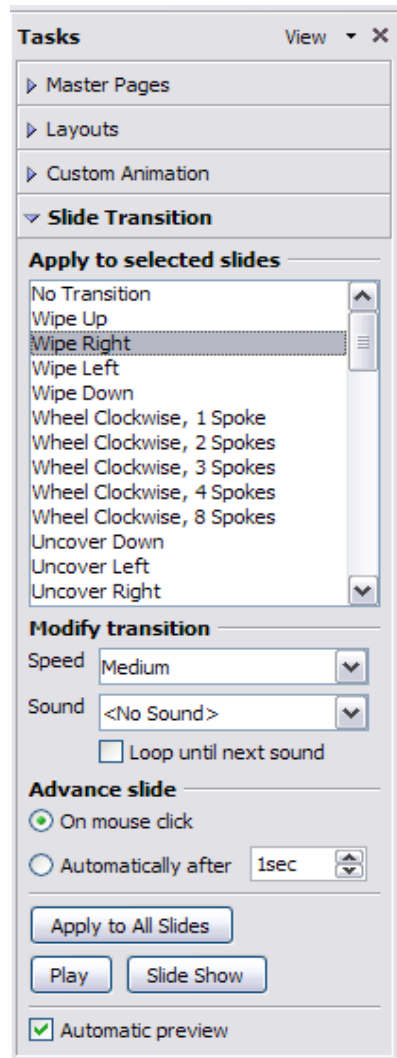 Tasks View
Master Pages
Layouts
Custom Animation
Slide Transition
Apply to selected slides
No Transition
Wipe Up
Wipe Right
Wipe Left
Wipe Down
Wheel Clockwise, 1 Spoke
Wheel Clockwise, 2 Spokes
Wheel Clockwise, 3 Spokes
Wheel Clockwise, 4 Spokes
Wheel Clockwise, 8 Spokes
Uncover Down
Uncover Left
Uncover Right
Modify transition
Speed Medium
Sound <No Sound>
Loop until next sound
Advance slide
On mouse click
Automatically after 1sec
Apply to All Slides
Play Slide Show
Automatic preview